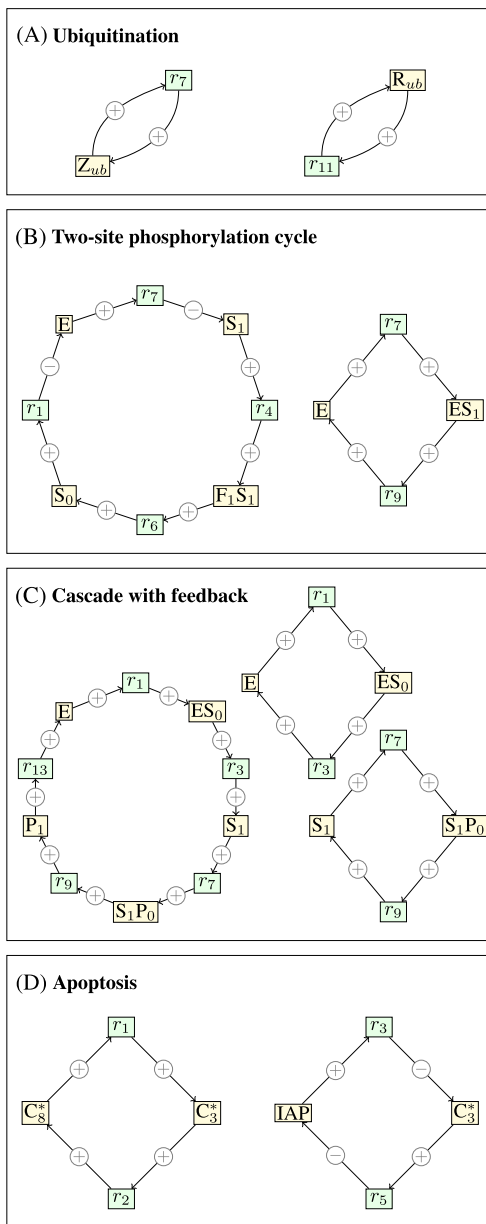 (A) Ubiquitination
r₇
+
+
Z_ub
R_ub
+
+
r₁₁
(B) Two-site phosphorylation cycle
r₇
+
−
E
S₁
−
+
r₁
r₄
+
+
S₀
F₁S₁
+
+
r₆
r₇
+
+
E
ES₁
+
+
r₉
(C) Cascade with feedback
r₁
+
+
E
ES₀
+
+
r₃
r₁
+
+
E
ES₀
+
+
r₁₃
r₃
+
+
P₁
S₁
+
+
r₉
r₇
+
+
S₁P₀
r₇
+
+
S₁
S₁P₀
+
+
r₉
(D) Apoptosis
r₁
+
+
C₈*
C₃*
+
+
r₂
r₃
+
−
IAP
C₃*
−
+
r₅